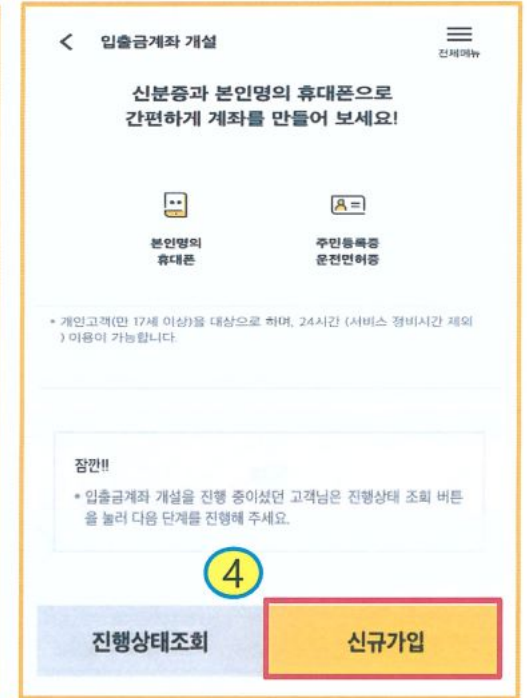 입출금계좌 개설
전체메뉴
신분증과 본인명의 휴대폰으로
간편하게 계좌를 만들어 보세요!
본인명의
휴대폰
주민등록증
운전면허증
• 개인고객(만 17세 이상)을 대상으로 하며, 24시간 (서비스 정비시간 제외
) 이용이 가능합니다.
잠깐!!
• 입출금계좌 개설을 진행 중이셨던 고객님은 진행상태 조회 버튼
을 눌러 다음 단계를 진행해 주세요.
4
진행상태조회
신규가입